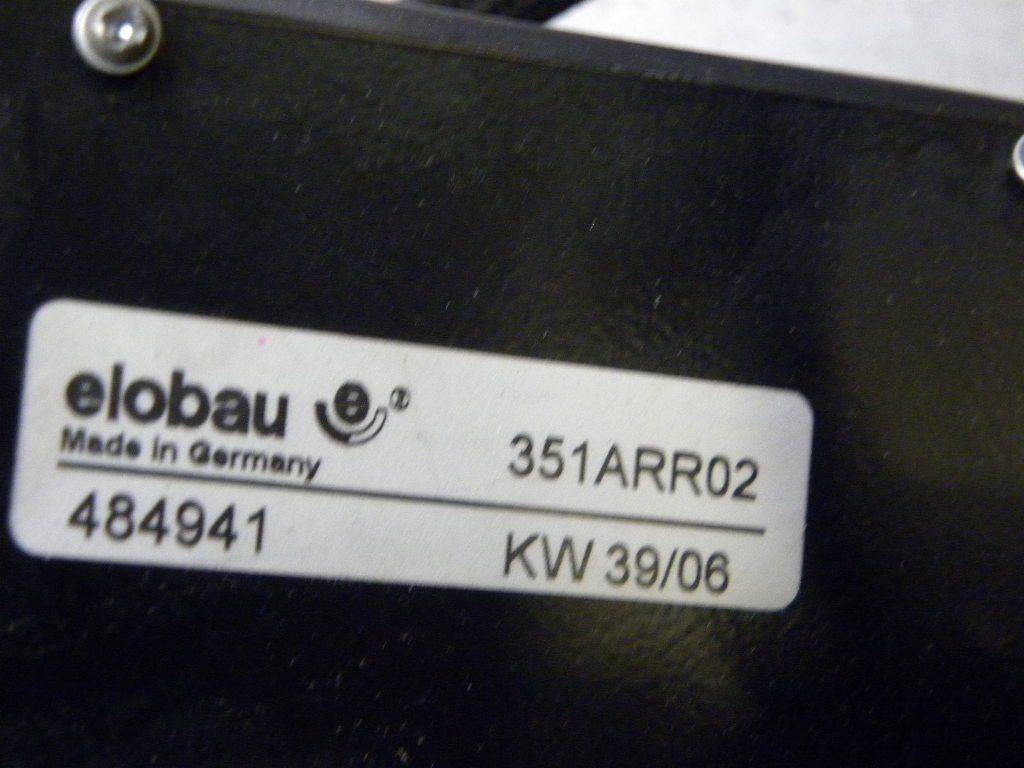 elobau e®
Made in Germany
351ARR02
484941
KW 39/06